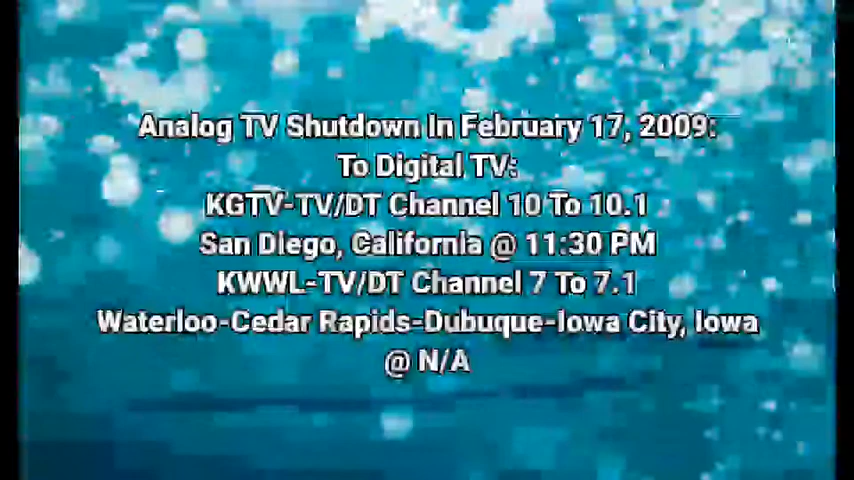 Analog TV Shutdown In February 17, 2009:
To Digital TV:
KGTV-TV/DT Channel 10 To 10.1
San Diego, California @ 11:30 PM
KWWL-TV/DT Channel 7 To 7.1
Waterloo-Cedar Rapids-Dubuque-Iowa City, Iowa
@ N/A